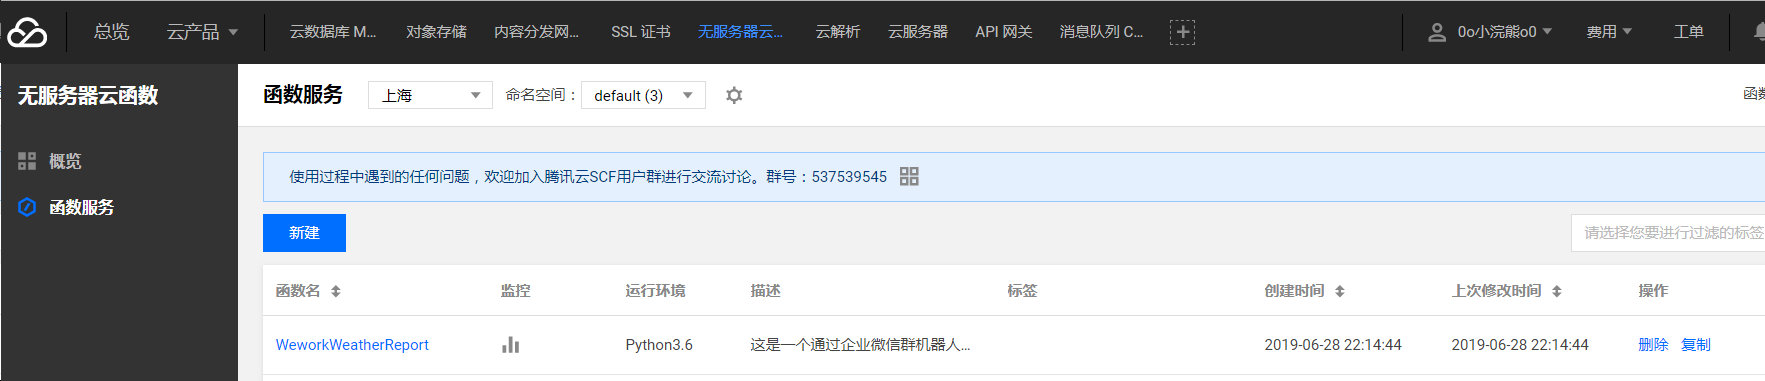 总览 云产品 云数据库 M... 对象存储 内容分发网... SSL 证书 无服务器云... 云解析 云服务器 API 网关 消息队列 C... 0o小浣熊o0 费用 工单
无服务器云函数
函数服务 上海 命名空间： default (3)
概览
函数服务
使用过程中遇到的任何问题，欢迎加入腾讯云SCF用户群进行交流讨论。群号：537539545
新建
请选择您要进行过滤的标签
函数名 监控 运行环境 描述 标签 创建时间 上次修改时间 操作
WeworkWeatherReport Python3.6 这是一个通过企业微信群机器人... 2019-06-28 22:14:44 2019-06-28 22:14:44 删除 复制